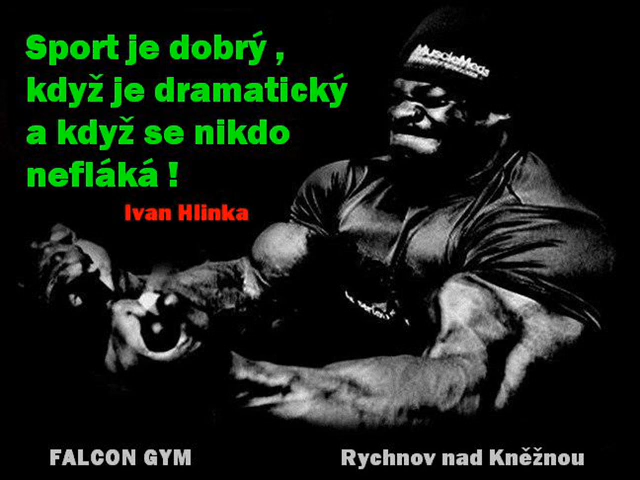 Sport je dobrý ,
když je dramatický
a když se nikdo
nefláká !
Ivan Hlinka
MuscleMeds
FALCON GYM
Rychnov nad Kněžnou